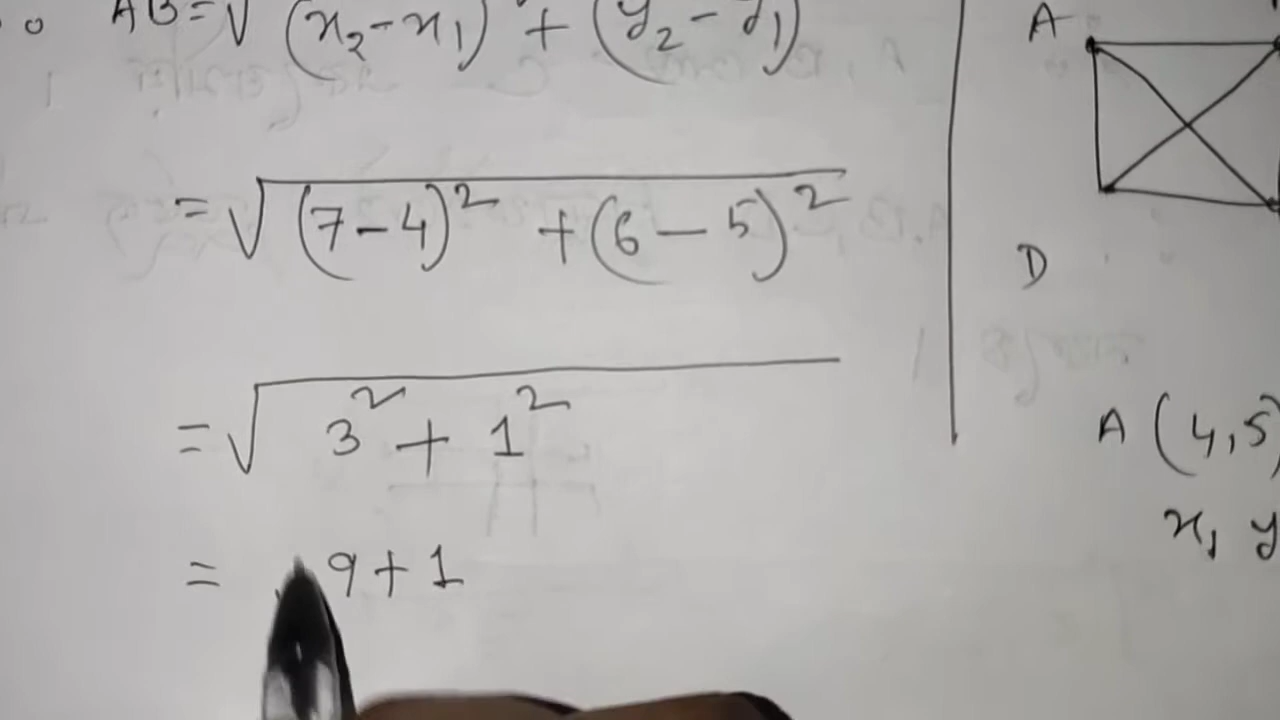 AB = √(x₂ - x₁)² + (y₂ - y₁)
= √(7 - 4)² + (6 - 5)²
= √3² + 1²
= 9 + 1
A
D
A (4,5)
x₁ y